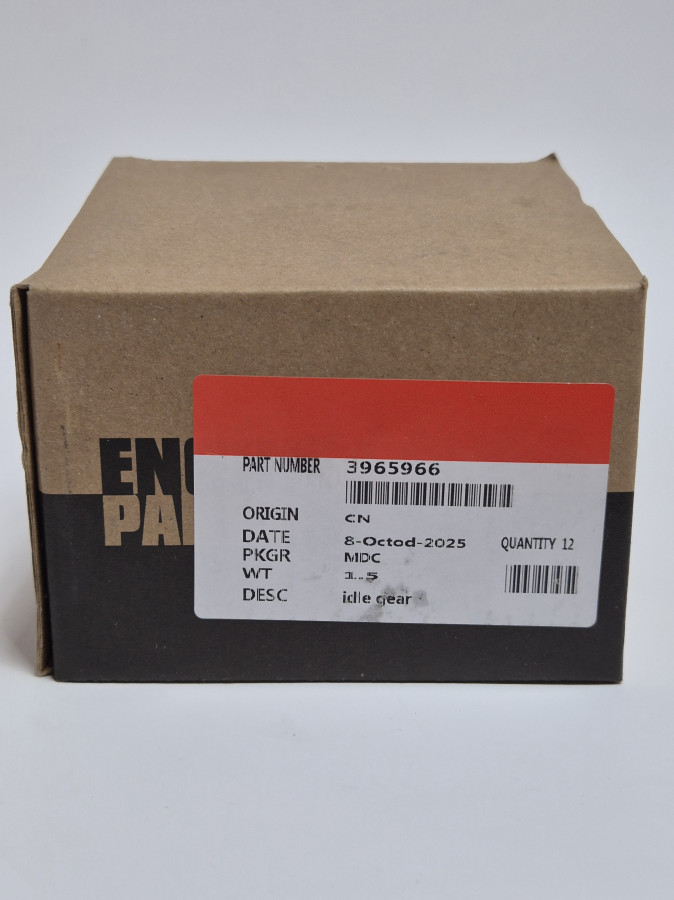 ENG
PAR
PART NUMBER 3965966
ORIGIN CN
DATE 8-Octod-2025 QUANTITY 12
PKGR MDC
WT 1.5
DESC idle gear